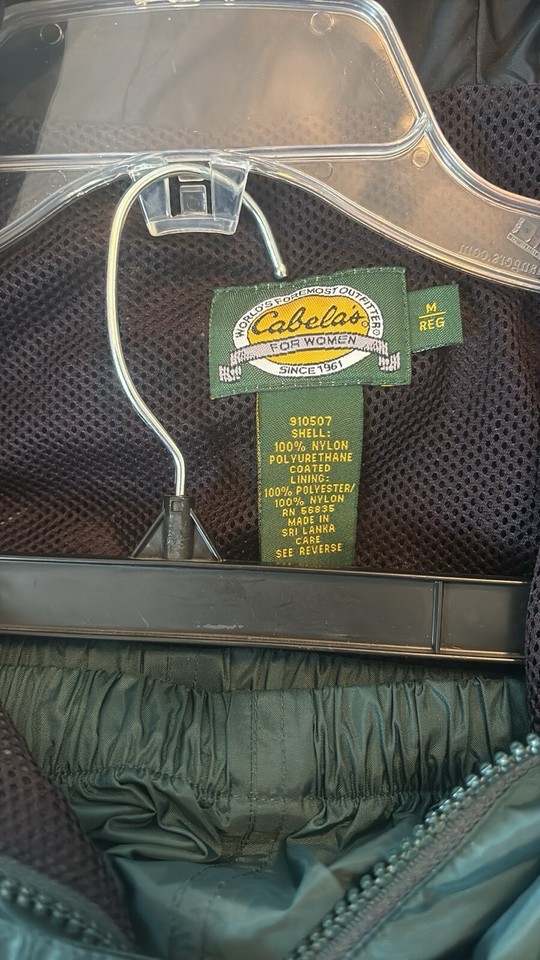 WORLD'S FOREMOST OUTFITTER®
Cabela's®
FOR WOMEN
SINCE 1961
M
REG
910507
SHELL:
100% NYLON
POLYURETHANE
COATED
LINING:
100% POLYESTER/
100% NYLON
RN 56835
MADE IN
SRI LANKA
CARE
SEE REVERSE